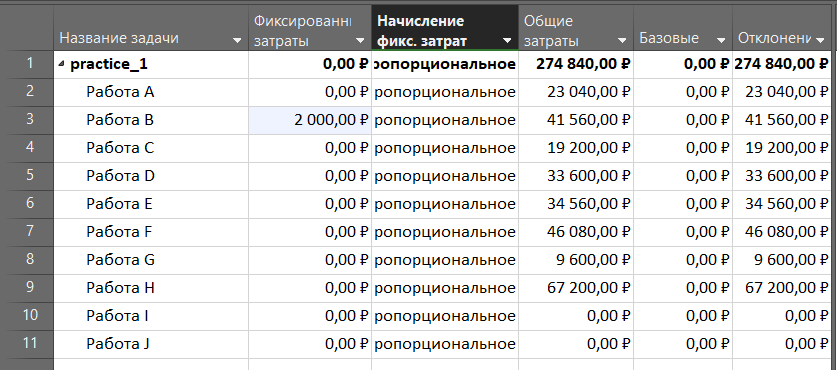 Название задачи Фиксированны затраты Начисление фикс. затрат Общие затраты Базовые Отклонени
1 practice_1 0,00 ₽ ропорциональное 274 840,00 ₽ 0,00 ₽ 274 840,00 ₽
2 Работа A 0,00 ₽ ропорциональное 23 040,00 ₽ 0,00 ₽ 23 040,00 ₽
3 Работа B 2 000,00 ₽ ропорциональное 41 560,00 ₽ 0,00 ₽ 41 560,00 ₽
4 Работа C 0,00 ₽ ропорциональное 19 200,00 ₽ 0,00 ₽ 19 200,00 ₽
5 Работа D 0,00 ₽ ропорциональное 33 600,00 ₽ 0,00 ₽ 33 600,00 ₽
6 Работа E 0,00 ₽ ропорциональное 34 560,00 ₽ 0,00 ₽ 34 560,00 ₽
7 Работа F 0,00 ₽ ропорциональное 46 080,00 ₽ 0,00 ₽ 46 080,00 ₽
8 Работа G 0,00 ₽ ропорциональное 9 600,00 ₽ 0,00 ₽ 9 600,00 ₽
9 Работа H 0,00 ₽ ропорциональное 67 200,00 ₽ 0,00 ₽ 67 200,00 ₽
10 Работа I 0,00 ₽ ропорциональное 0,00 ₽ 0,00 ₽ 0,00 ₽
11 Работа J 0,00 ₽ ропорциональное 0,00 ₽ 0,00 ₽ 0,00 ₽